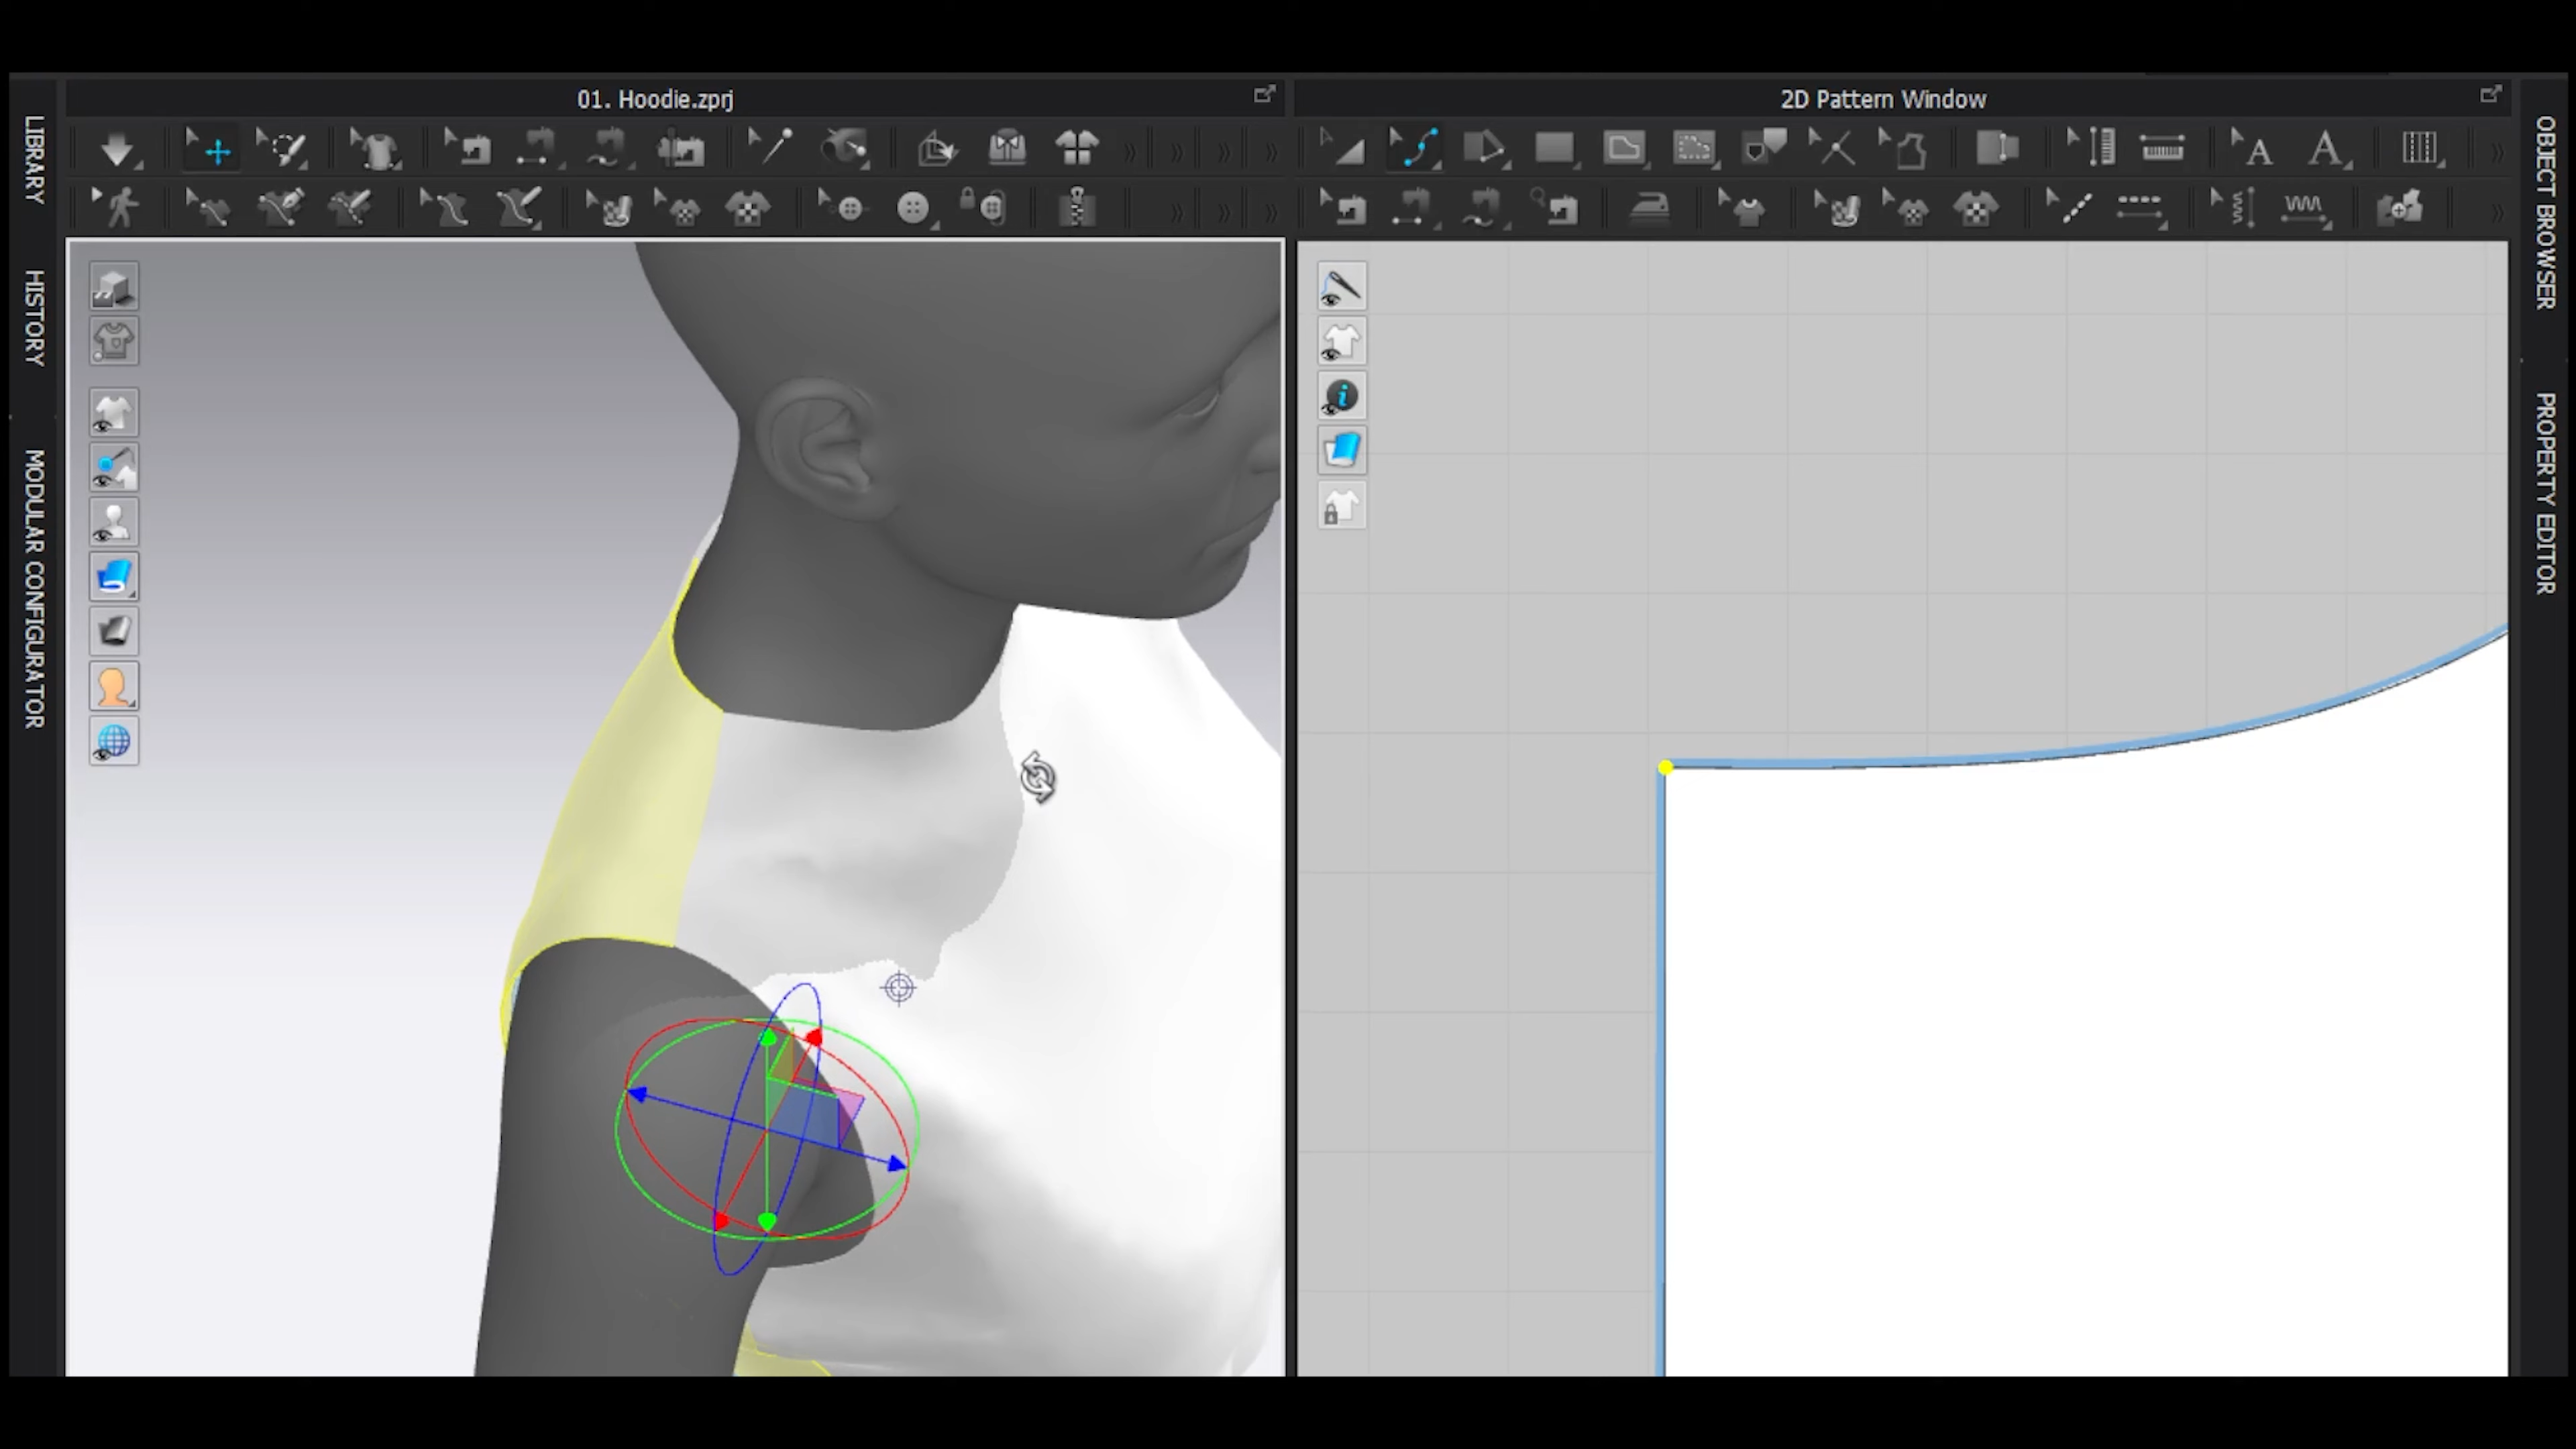 01. Hoodie.zprj
2D Pattern Window
LIBRARY
HISTORY
MODULAR CONFIGURATOR
OBJECT BROWSER
PROPERTY EDITOR